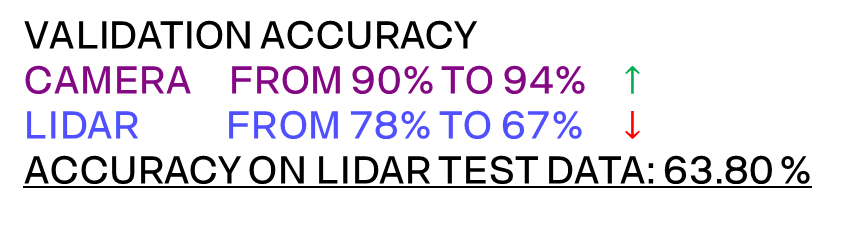 VALIDATION ACCURACY
CAMERA FROM 90% TO 94% ↑
LIDAR FROM 78% TO 67% ↓
ACCURACY ON LIDAR TEST DATA: 63.80 %